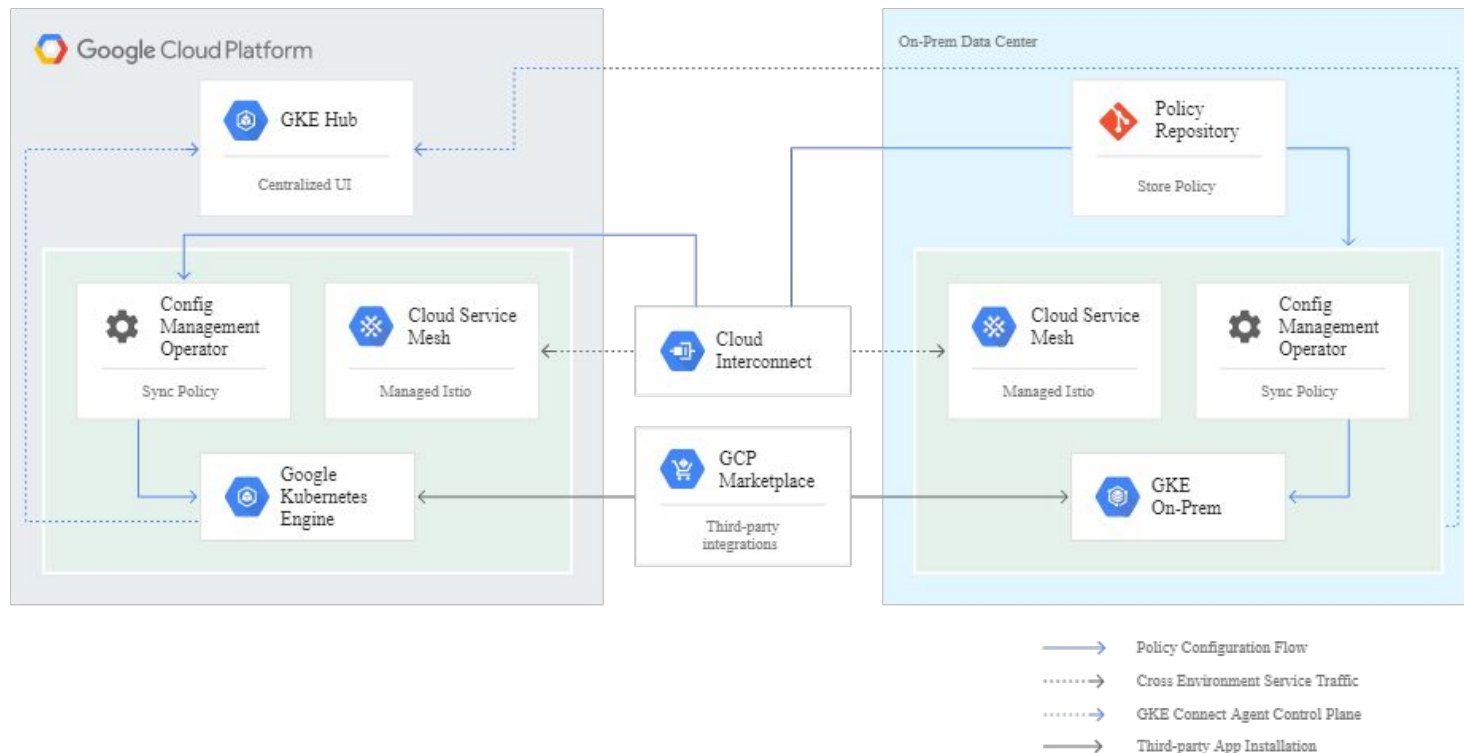 Google Cloud Platform
On-Prem Data Center
GKE Hub
Centralized UI
Policy
Repository
Store Policy
Config
Management
Operator
Sync Policy
Cloud Service
Mesh
Managed Istio
Cloud
Interconnect
Cloud Service
Mesh
Managed Istio
Config
Management
Operator
Sync Policy
Google
Kubernetes
Engine
GCP
Marketplace
Third-party
integrations
GKE
On-Prem
Policy Configuration Flow
Cross Environment Service Traffic
GKE Connect Agent Control Plane
Third-party App Installation